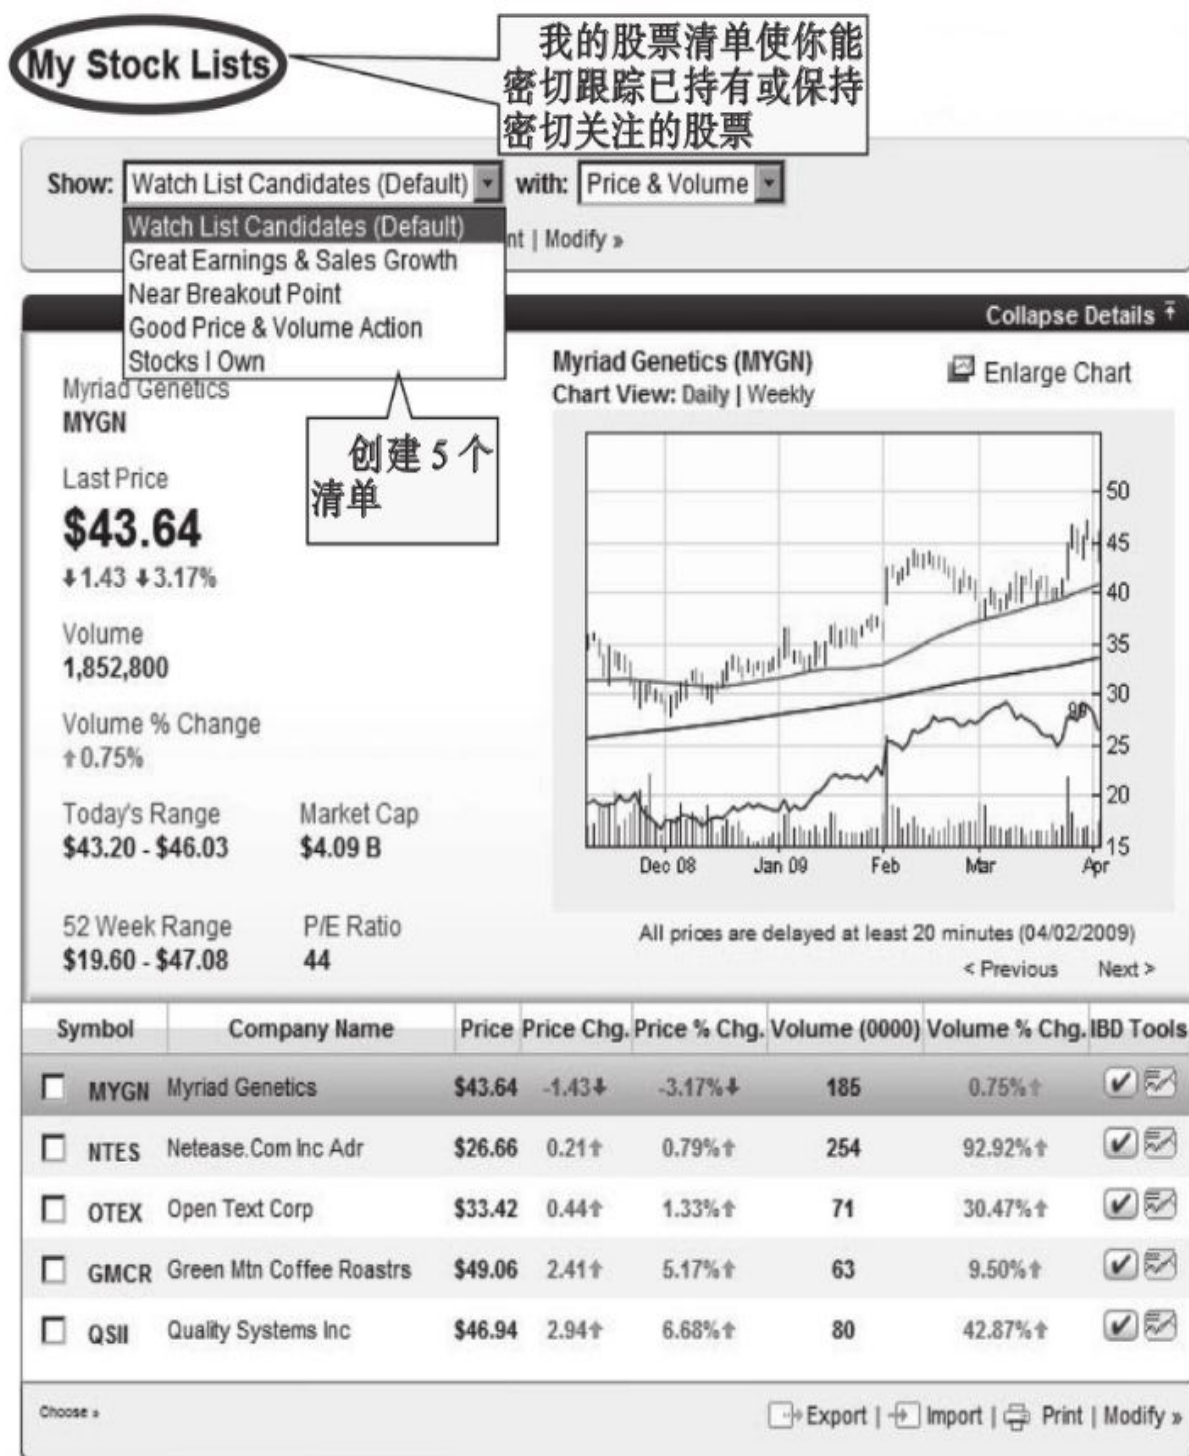 My Stock Lists
我的股票清单使你能
密切跟踪已持有或保持
密切关注的股票
Show: Watch List Candidates (Default) with: Price & Volume
Watch List Candidates (Default)
Great Earnings & Sales Growth
Near Breakout Point
Good Price & Volume Action
Stocks I Own
nt | Modify »
Collapse Details
创建5个
清单
Myriad Genetics
MYGN
Last Price
$43.64
↓1.43 ↓3.17%
Volume
1,852,800
Volume % Change
↑0.75%
Today's Range Market Cap
$43.20 - $46.03 $4.09 B
52 Week Range P/E Ratio
$19.60 - $47.08 44
Myriad Genetics (MYGN)
Chart View: Daily | Weekly
Enlarge Chart
50
45
40
35
30
25
20
15
Dec 08 Jan 09 Feb Mar Apr
All prices are delayed at least 20 minutes (04/02/2009)
< Previous Next >
Symbol Company Name Price Price Chg. Price % Chg. Volume (0000) Volume % Chg. IBD Tools
MYGN Myriad Genetics $43.64 -1.43↓ -3.17%↓ 185 0.75%↑
NTES Netease.Com Inc Adr $26.66 0.21↑ 0.79%↑ 254 92.92%↑
OTEX Open Text Corp $33.42 0.44↑ 1.33%↑ 71 30.47%↑
GMCR Green Mtn Coffee Roastrs $49.06 2.41↑ 5.17%↑ 63 9.50%↑
QSII Quality Systems Inc $46.94 2.94↑ 6.68%↑ 80 42.87%↑
Choose »
Export | Import | Print | Modify »